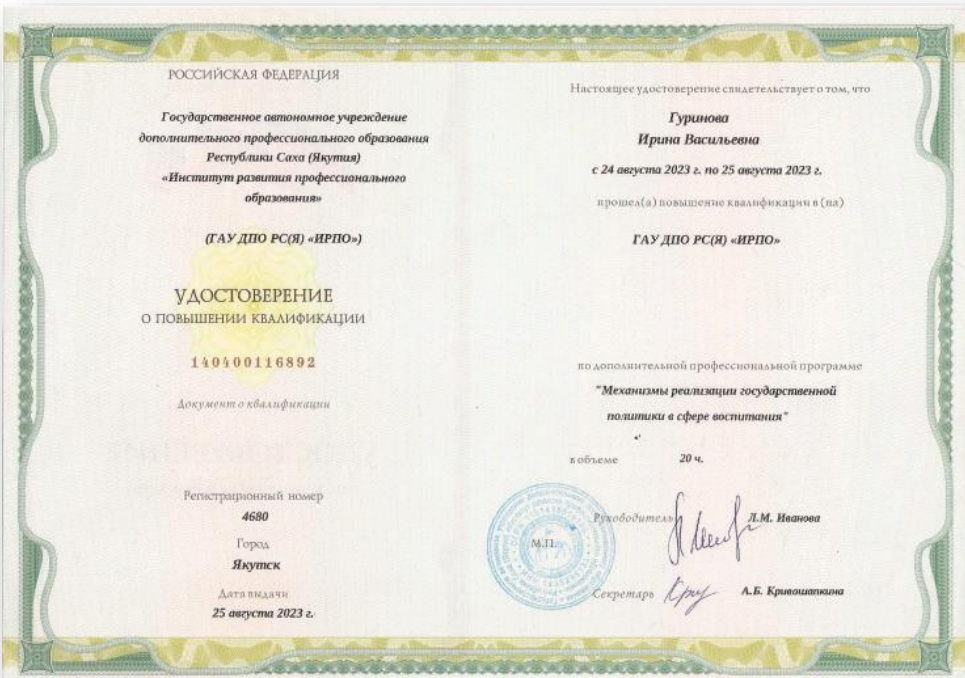 РОССИЙСКАЯ ФЕДЕРАЦИЯ
Государственное автономное учреждение
дополнительного профессионального образования
Республики Саха (Якутия)
«Институт развития профессионального
образования»
(ГАУ ДПО РС(Я) «ИРПО»)
УДОСТОВЕРЕНИЕ
О ПОВЫШЕНИИ КВАЛИФИКАЦИИ
140400116892
Документ о квалификации
Регистрационный номер
4680
Город
Якутск
Дата выдачи
25 августа 2023 г.
Настоящее удостоверение свидетельствует о том, что
Гуринова
Ирина Васильевна
с 24 августа 2023 г. по 25 августа 2023 г.
прошел(а) повышение квалификации в (на)
ГАУ ДПО РС(Я) «ИРПО»
по дополнительной профессиональной программе
"Механизмы реализации государственной
политики в сфере воспитания"
в объеме 20 ч.
Руководитель Л.М. Иванова
М.П.
Секретарь А.Б. Кривошапкина